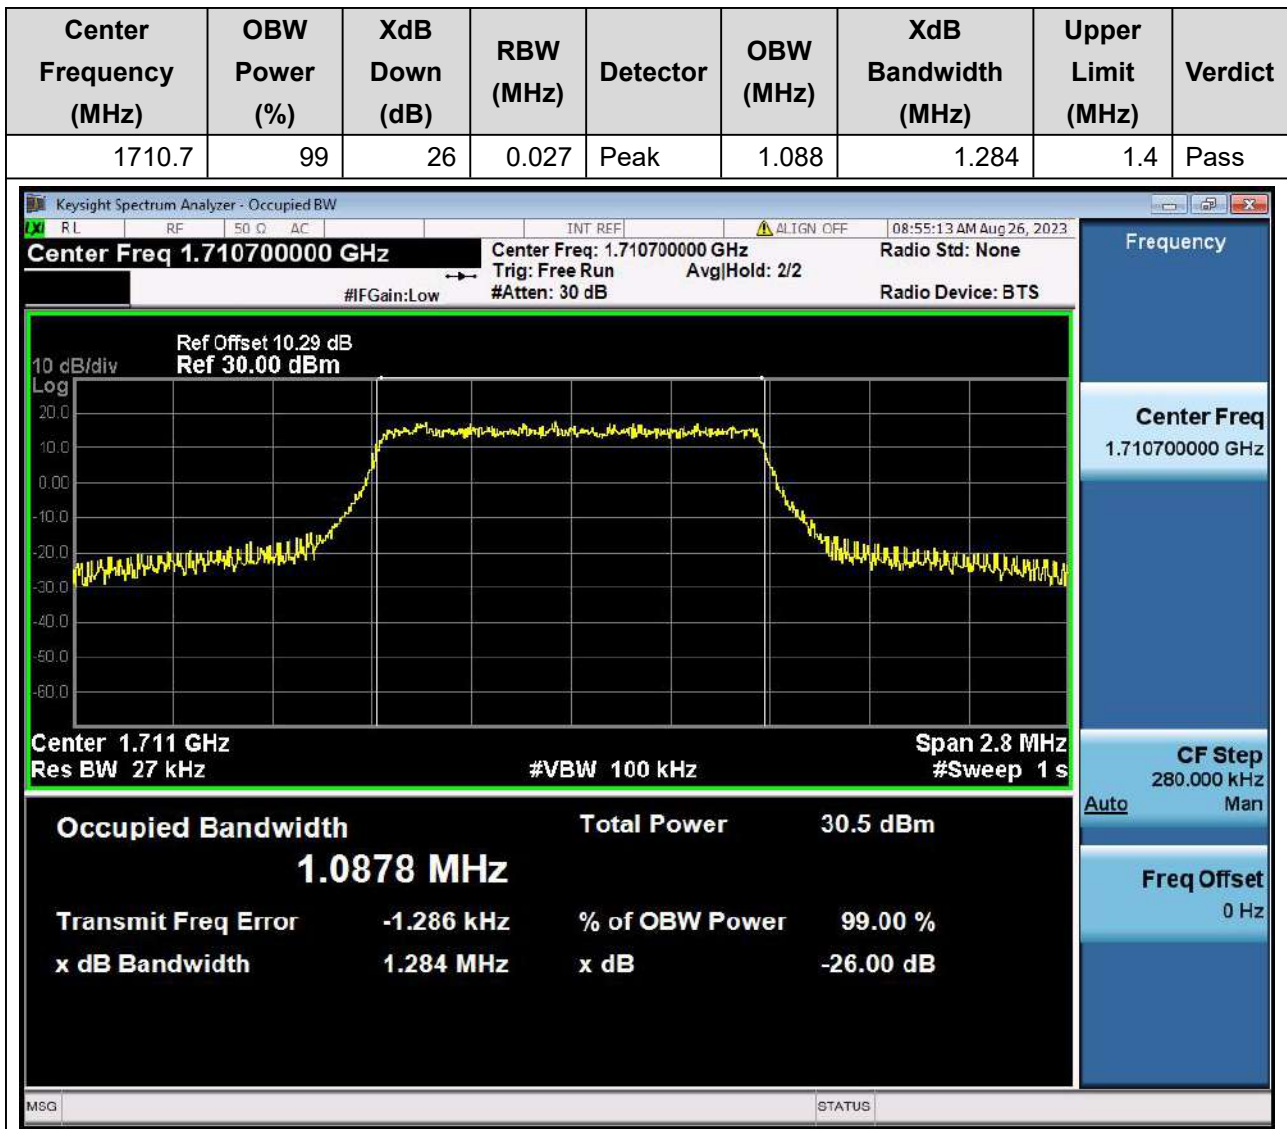 Center Frequency (MHz) OBW Power (%) XdB Down (dB) RBW (MHz) Detector OBW (MHz) XdB Bandwidth (MHz) Upper Limit (MHz) Verdict
1710.7 99 26 0.027 Peak 1.088 1.284 1.4 Pass
Keysight Spectrum Analyzer - Occupied BW
LXI RL RF 50 Ω AC INT REF ALIGN OFF 08:55:13 AM Aug 26, 2023
Center Freq 1.710700000 GHz
Center Freq: 1.710700000 GHz
Radio Std: None
Trig: Free Run Avg|Hold: 2/2
#IFGain:Low #Atten: 30 dB Radio Device: BTS
Ref Offset 10.29 dB
10 dB/div Ref 30.00 dBm
Log
20.0
10.0
0.00
-10.0
-20.0
-30.0
-40.0
-50.0
-60.0
Center 1.711 GHz Span 2.8 MHz
Res BW 27 kHz #VBW 100 kHz #Sweep 1 s
Occupied Bandwidth Total Power 30.5 dBm
1.0878 MHz
Transmit Freq Error -1.286 kHz % of OBW Power 99.00 %
x dB Bandwidth 1.284 MHz x dB -26.00 dB
Frequency
Center Freq
1.710700000 GHz
CF Step
280.000 kHz
Auto Man
Freq Offset
0 Hz
MSG STATUS